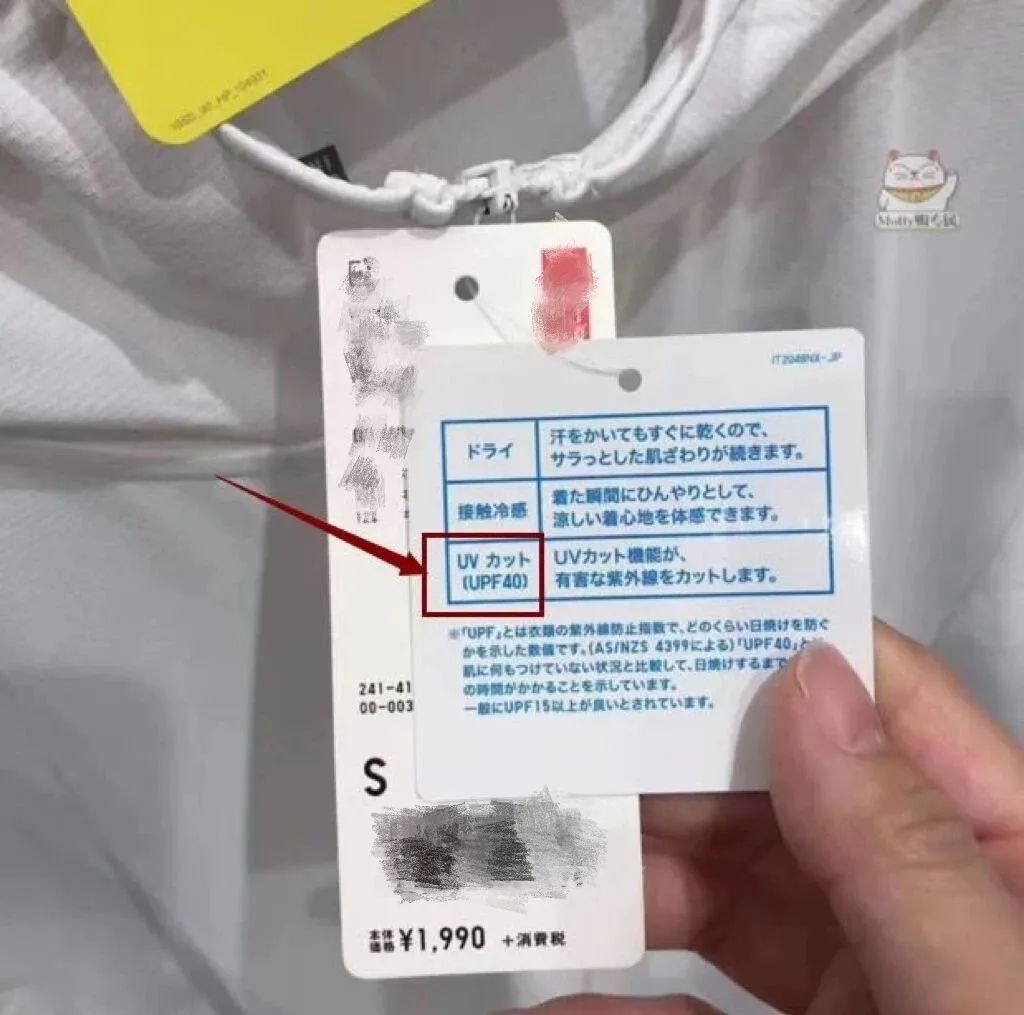 IT2048NX-JP
ドライ
汗をかいてもすぐに乾くので、
サラっとした肌ざわりが続きます。
接触冷感
着た瞬間にひんやりとして、
涼しい着心地を体感できます。
UV カット
(UPF40)
UVカット機能が、
有害な紫外線をカットします。
※「UPF」とは衣類の紫外線防止指数で、どのくらい日焼けを防ぐ
かを示した数値です。(AS/NZS 4399による)「UPF40」と
肌に何もつけていない状況と比較して、日焼けするまで
の時間がかかることを示しています。
一般にUPF15以上が良いとされています。
241-41
00-003
S
本体
価格 ¥1,990 +消費税